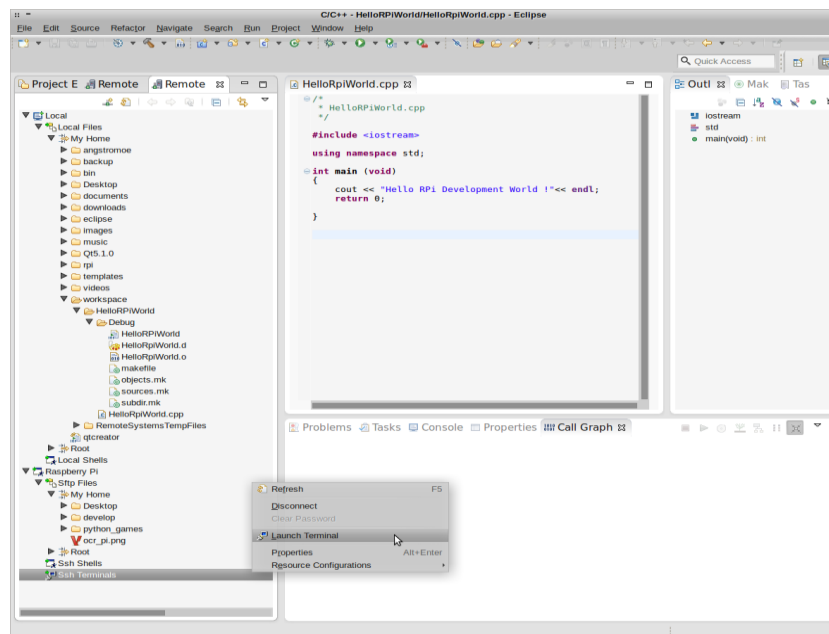 C/C++ - HelloRPiWorld/HelloRpiWorld.cpp - Eclipse
File Edit Source Refactor Navigate Search Run Project Window Help
Quick Access
Project E Remote Remote
Local
Local Files
My Home
angstromoe
backup
bin
Desktop
documents
downloads
eclipse
images
music
Qt5.1.0
rpi
templates
videos
workspace
HelloRPiWorld
Debug
HelloRPiWorld
HelloRpiWorld.d
HelloRpiWorld.o
makefile
objects.mk
sources.mk
subdir.mk
HelloRpiWorld.cpp
RemoteSystemsTempFiles
qtcreator
Root
Local Shells
Raspberry Pi
Sftp Files
My Home
Desktop
develop
python_games
ocr_pi.png
Root
Ssh Shells
Ssh Terminals
HelloRpiWorld.cpp
/*
* HelloRPiWorld.cpp
*/
#include <iostream>
using namespace std;
int main (void)
{
cout << "Hello RPi Development World !"<< endl;
return 0;
}
Outl Mak Tas
iostream
std
main(void) : int
Problems Tasks Console Properties Call Graph
Refresh F5
Disconnect
Clear Password
Launch Terminal
Properties Alt+Enter
Resource Configurations